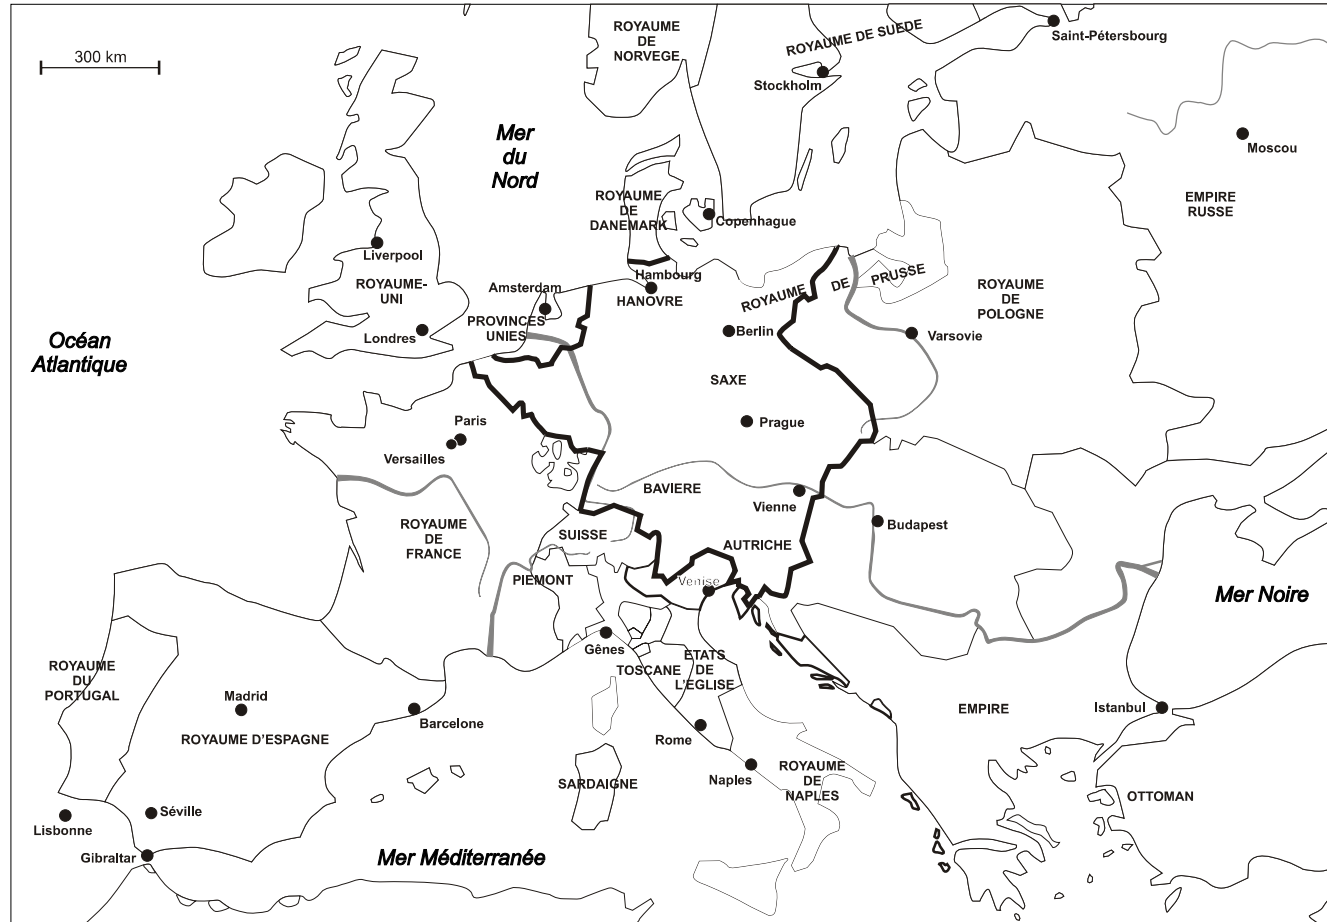 ROYAUME
DE
NORVEGE
ROYAUME DE SUEDE
Saint-Pétersbourg
300 km
Stockholm
Mer
du
Nord
Moscou
ROYAUME
DE
DANEMARK
EMPIRE
RUSSE
Copenhague
Liverpool
ROYAUME-
UNI
Londres
Amsterdam
PROVINCES
UNIES
Hambourg
HANOVRE
ROYAUME DE PRUSSE
ROYAUME
DE
POLOGNE
Berlin
Varsovie
Océan
Atlantique
SAXE
Paris
Prague
Versailles
BAVIERE
Vienne
Budapest
ROYAUME
DE
FRANCE
SUISSE
AUTRICHE
PIEMONT
Venise
Mer Noire
Gênes
TOSCANE
ETATS
DE
L'EGLISE
ROYAUME
DU
PORTUGAL
Madrid
ROYAUME D'ESPAGNE
Barcelone
Rome
EMPIRE
Istanbul
SARDAIGNE
Naples
ROYAUME
DE
NAPLES
OTTOMAN
Séville
Lisbonne
Gibraltar
Mer Méditerranée